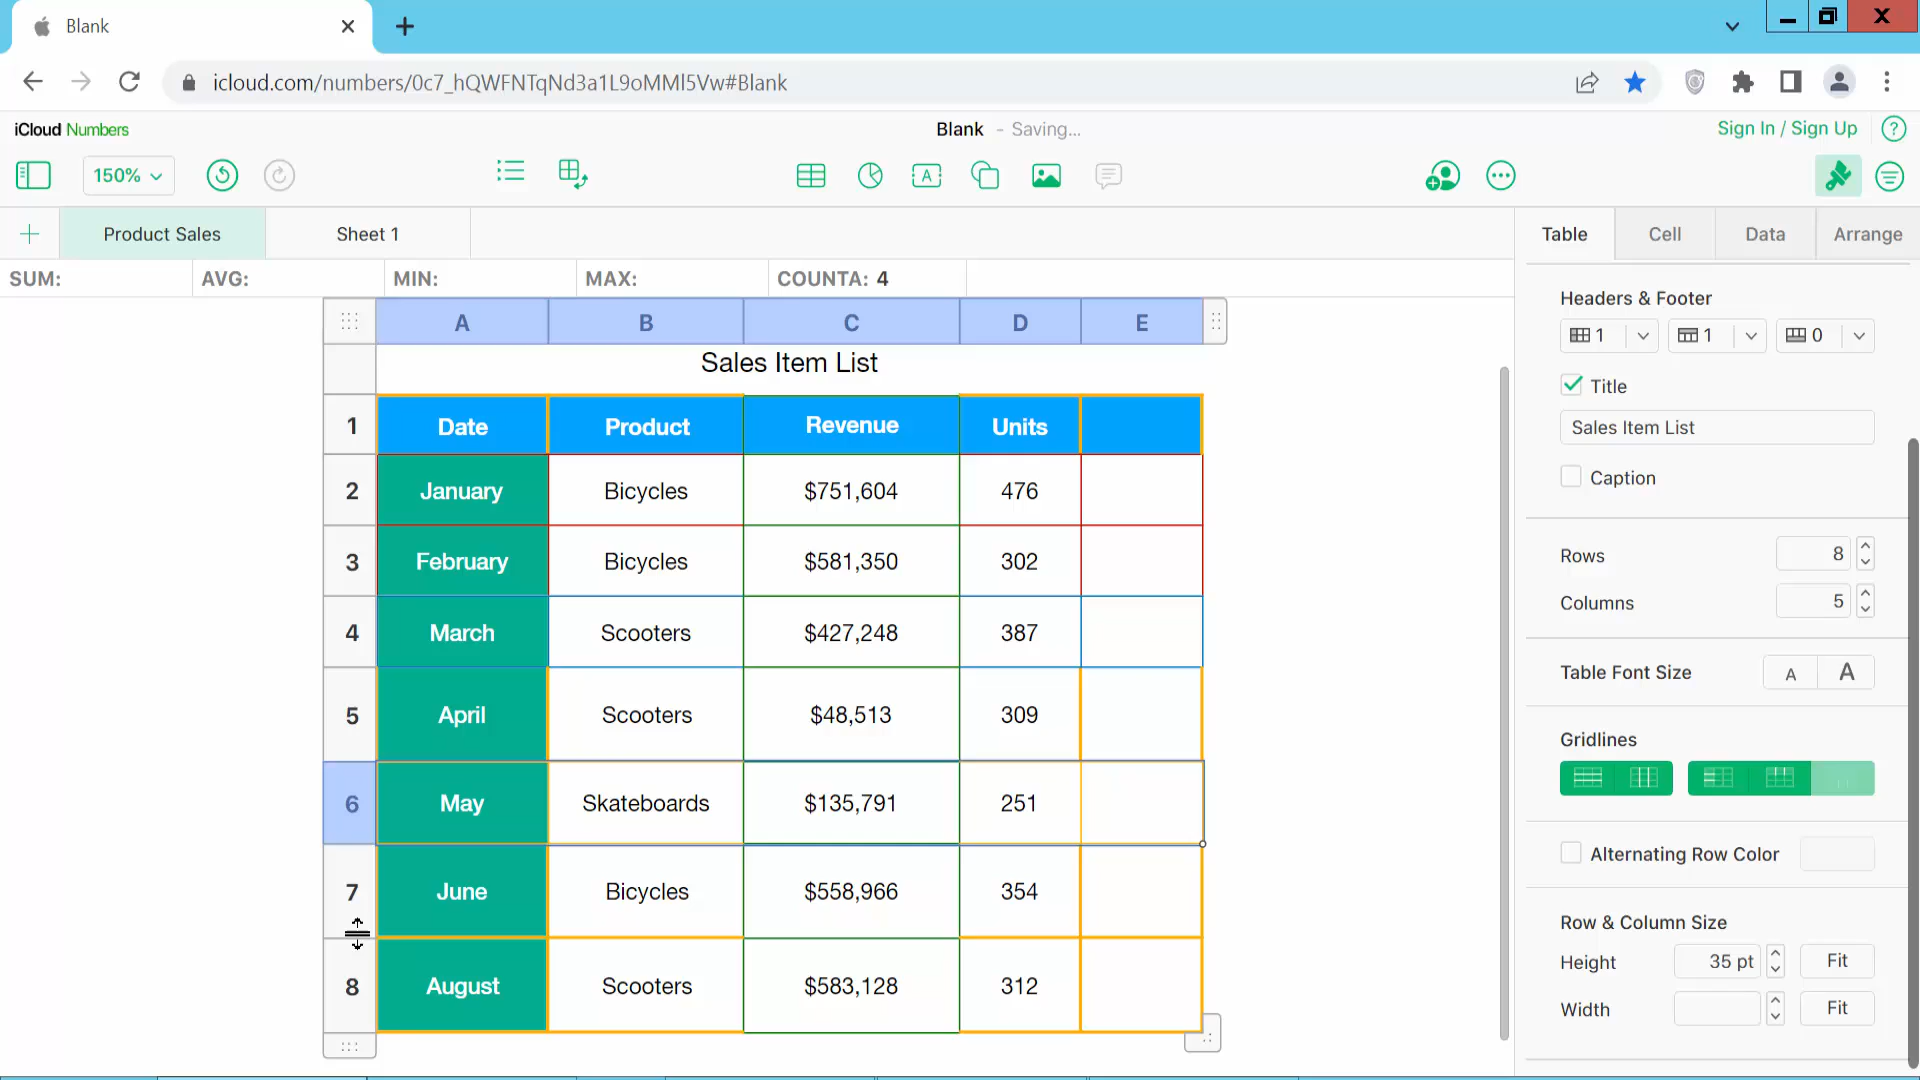 Blank
icloud.com/numbers/0c7_hQWFNTqNd3a1L9oMMl5Vw#Blank
iCloud Numbers
Blank - Saving...
Sign In / Sign Up
?
150%
A
Product Sales
Sheet 1
Table
Cell
Data
Arrange
SUM:
AVG:
MIN:
MAX:
COUNTA: 4
A B C D E
Sales Item List
1 Date Product Revenue Units
2 January Bicycles $751,604 476
3 February Bicycles $581,350 302
4 March Scooters $427,248 387
5 April Scooters $48,513 309
6 May Skateboards $135,791 251
7 June Bicycles $558,966 354
8 August Scooters $583,128 312
Headers & Footer
1 1 0
Title
Sales Item List
Caption
Rows 8
Columns 5
Table Font Size A A
Gridlines
Alternating Row Color
Row & Column Size
Height 35 pt Fit
Width Fit